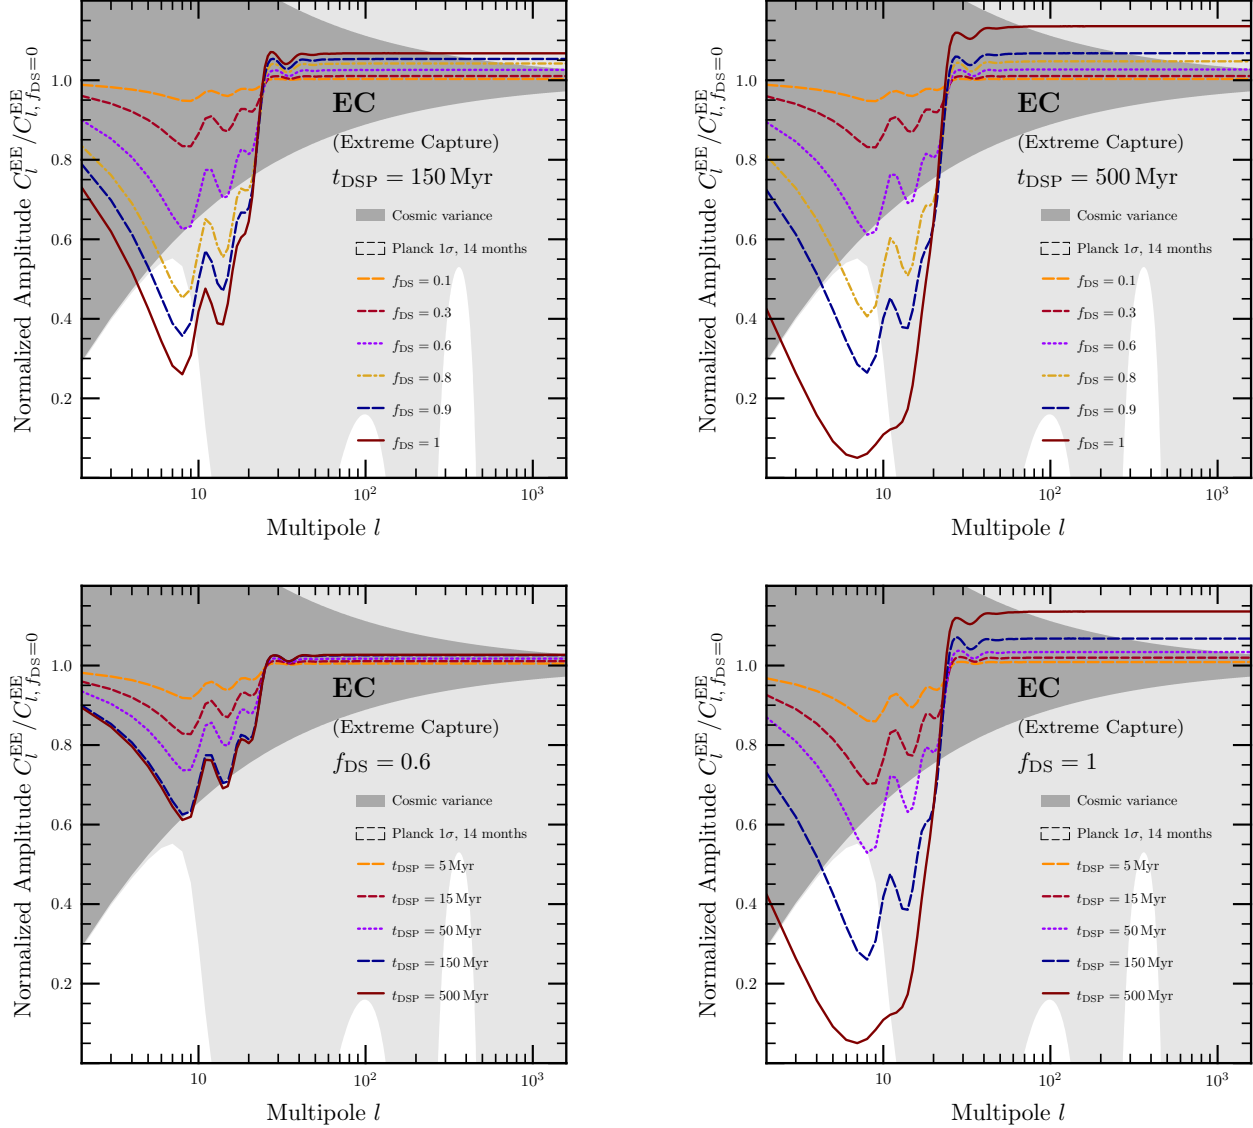 Normalized Amplitude C_l^EE/C_{l, f_DS=0}^EE
1.0
0.8
0.6
0.4
0.2
EC
(Extreme Capture)
t_DSP = 150 Myr
Cosmic variance
Planck 1σ, 14 months
f_DS = 0.1
f_DS = 0.3
f_DS = 0.6
f_DS = 0.8
f_DS = 0.9
f_DS = 1
10 10^2 10^3
Multipole l
Normalized Amplitude C_l^EE/C_{l, f_DS=0}^EE
1.0
0.8
0.6
0.4
0.2
EC
(Extreme Capture)
t_DSP = 500 Myr
Cosmic variance
Planck 1σ, 14 months
f_DS = 0.1
f_DS = 0.3
f_DS = 0.6
f_DS = 0.8
f_DS = 0.9
f_DS = 1
10 10^2 10^3
Multipole l
Normalized Amplitude C_l^EE/C_{l, f_DS=0}^EE
1.0
0.8
0.6
0.4
0.2
EC
(Extreme Capture)
f_DS = 0.6
Cosmic variance
Planck 1σ, 14 months
t_DSP = 5 Myr
t_DSP = 15 Myr
t_DSP = 50 Myr
t_DSP = 150 Myr
t_DSP = 500 Myr
10 10^2 10^3
Multipole l
Normalized Amplitude C_l^EE/C_{l, f_DS=0}^EE
1.0
0.8
0.6
0.4
0.2
EC
(Extreme Capture)
f_DS = 1
Cosmic variance
Planck 1σ, 14 months
t_DSP = 5 Myr
t_DSP = 15 Myr
t_DSP = 50 Myr
t_DSP = 150 Myr
t_DSP = 500 Myr
10 10^2 10^3
Multipole l